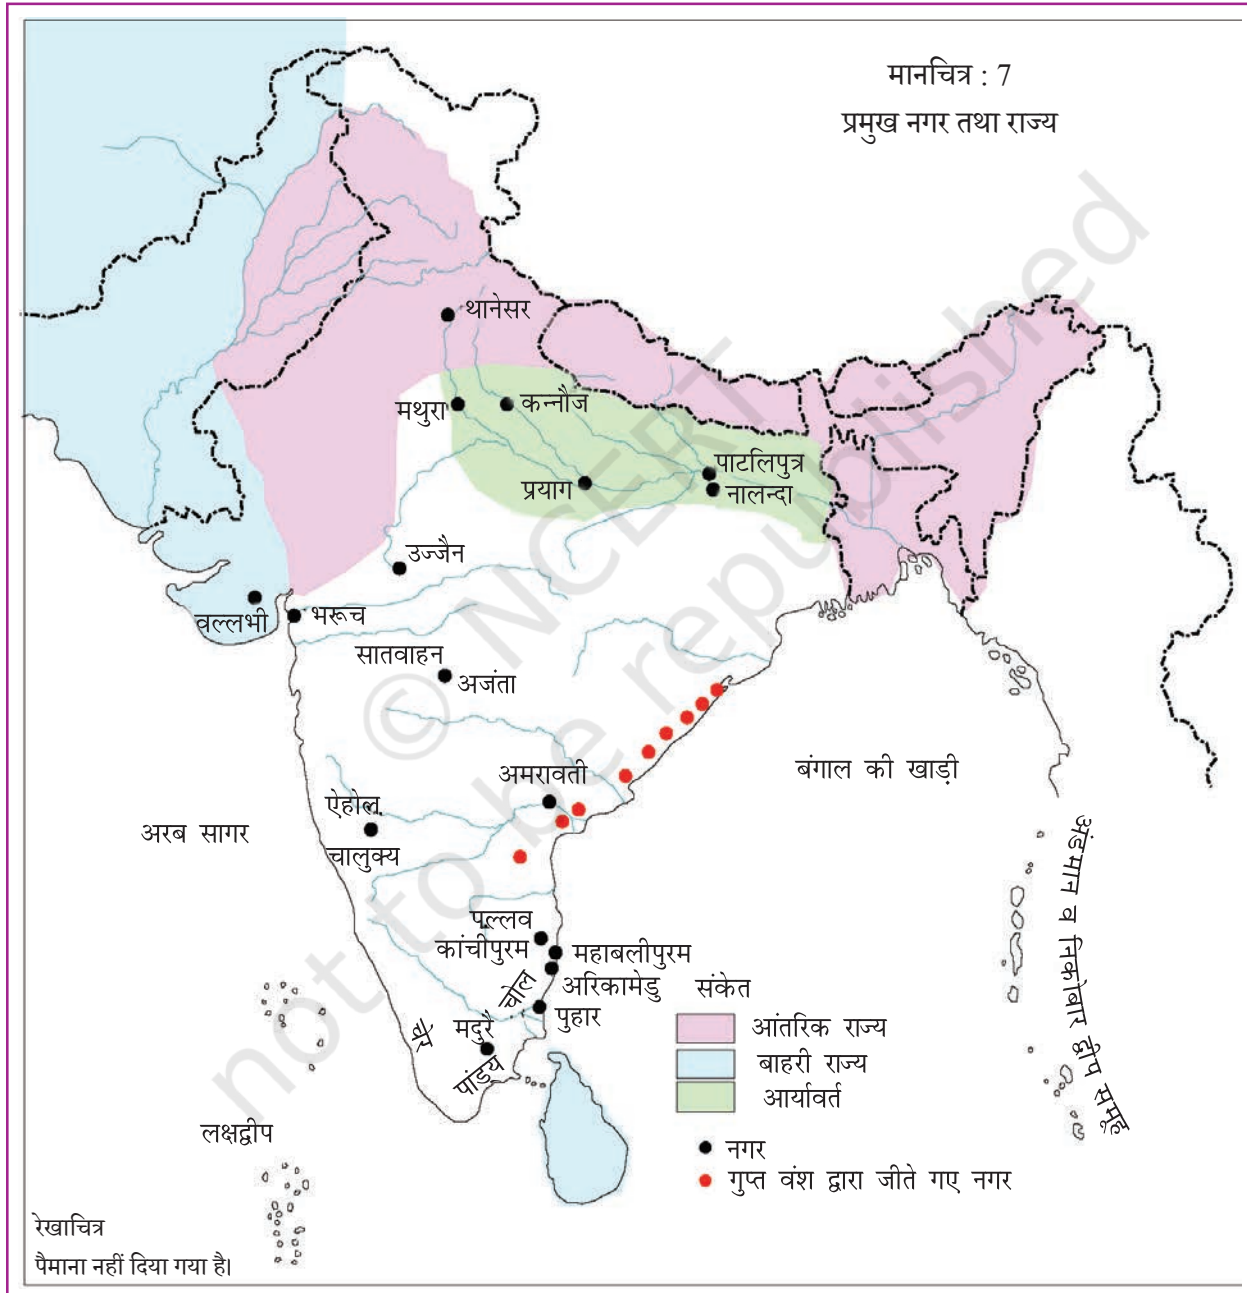 मानचित्र : 7
प्रमुख नगर तथा राज्य
थानेसर
मथुरा
कन्नौज
पाटलिपुत्र
प्रयाग
नालन्दा
उज्जैन
वल्लभी
भरूच
सातवाहन
अजंता
बंगाल की खाड़ी
अमरावती
ऐहोल
अरब सागर
चालुक्य
अंडमान व निकोबार द्वीप समूह
पल्लव
कांचीपुरम
महाबलीपुरम
चोल
अरिकामेडु
पुहार
चेर
मदुरै
पांड्य
लक्षद्वीप
संकेत
आंतरिक राज्य
बाहरी राज्य
आर्यावर्त
नगर
गुप्त वंश द्वारा जीते गए नगर
रेखाचित्र
पैमाना नहीं दिया गया है।
© NCERT
not to be republished